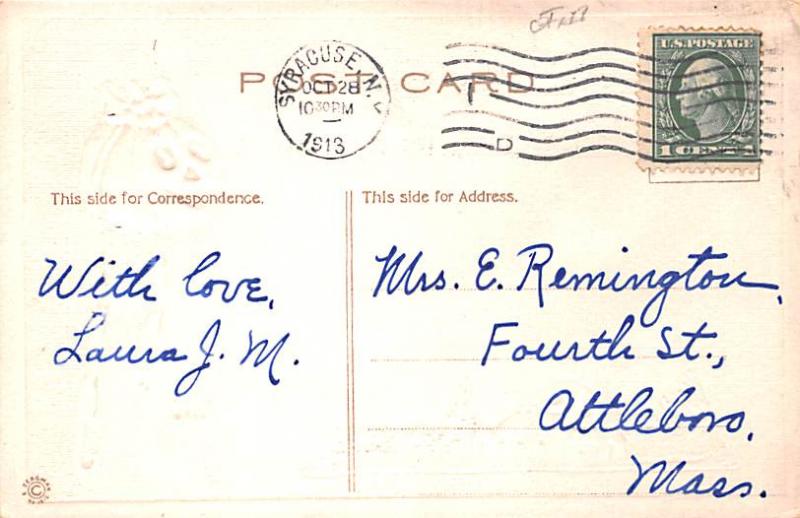 POST CARD
SYRACUSE, N.Y.
OCT 28
10 30 PM
1913
D
U.S. POSTAGE
1 CENT 1
This side for Correspondence.
This side for Address.
With love,
Laura J. M.
Mrs. E. Remington,
Fourth St.,
Attleboro,
Mass.